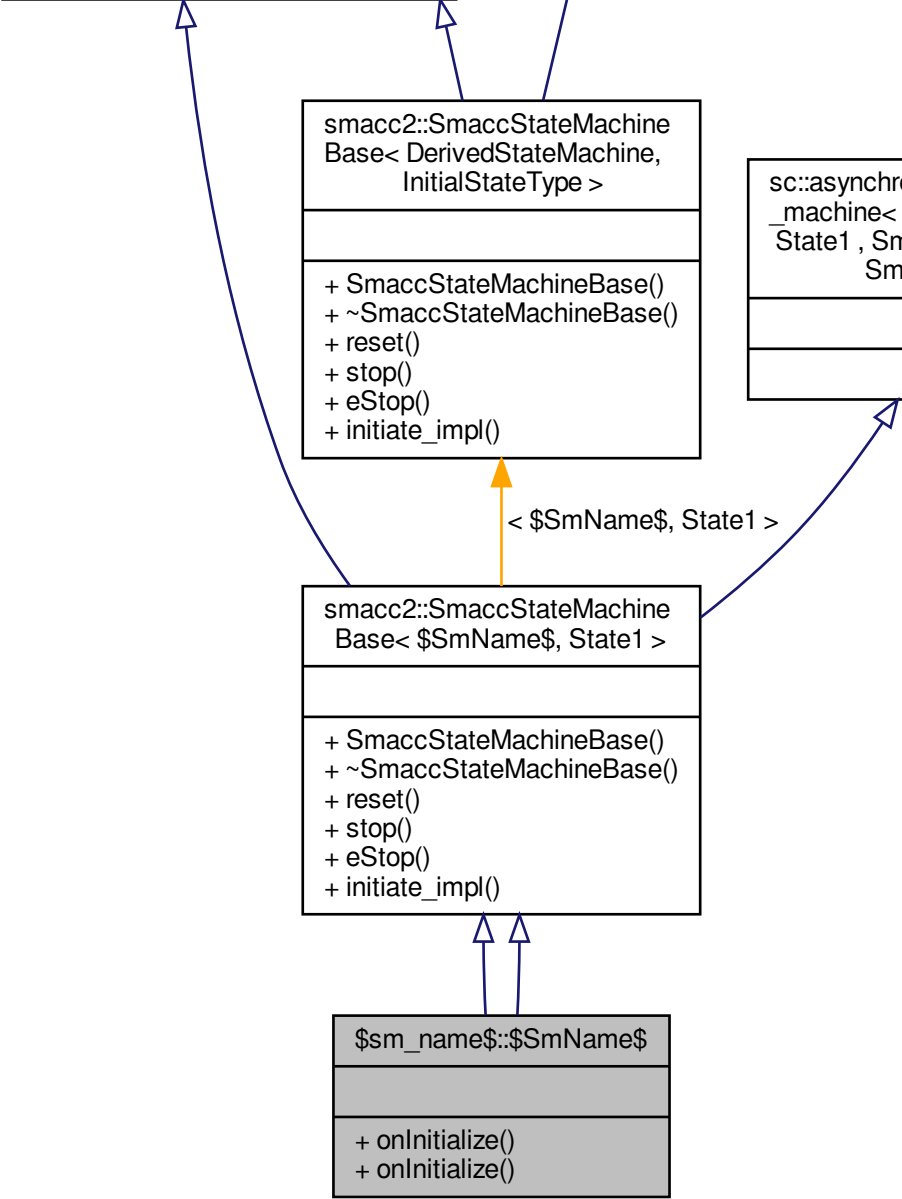 smacc2::SmaccStateMachine
Base< DerivedStateMachine,
InitialStateType >
+ SmaccStateMachineBase()
+ ~SmaccStateMachineBase()
+ reset()
+ stop()
+ eStop()
+ initiate_impl()
sc::asynchr
_machine<
State1 , Sm
Sm
< $SmName$, State1 >
smacc2::SmaccStateMachine
Base< $SmName$, State1 >
+ SmaccStateMachineBase()
+ ~SmaccStateMachineBase()
+ reset()
+ stop()
+ eStop()
+ initiate_impl()
$sm_name$::$SmName$
+ onInitialize()
+ onInitialize()